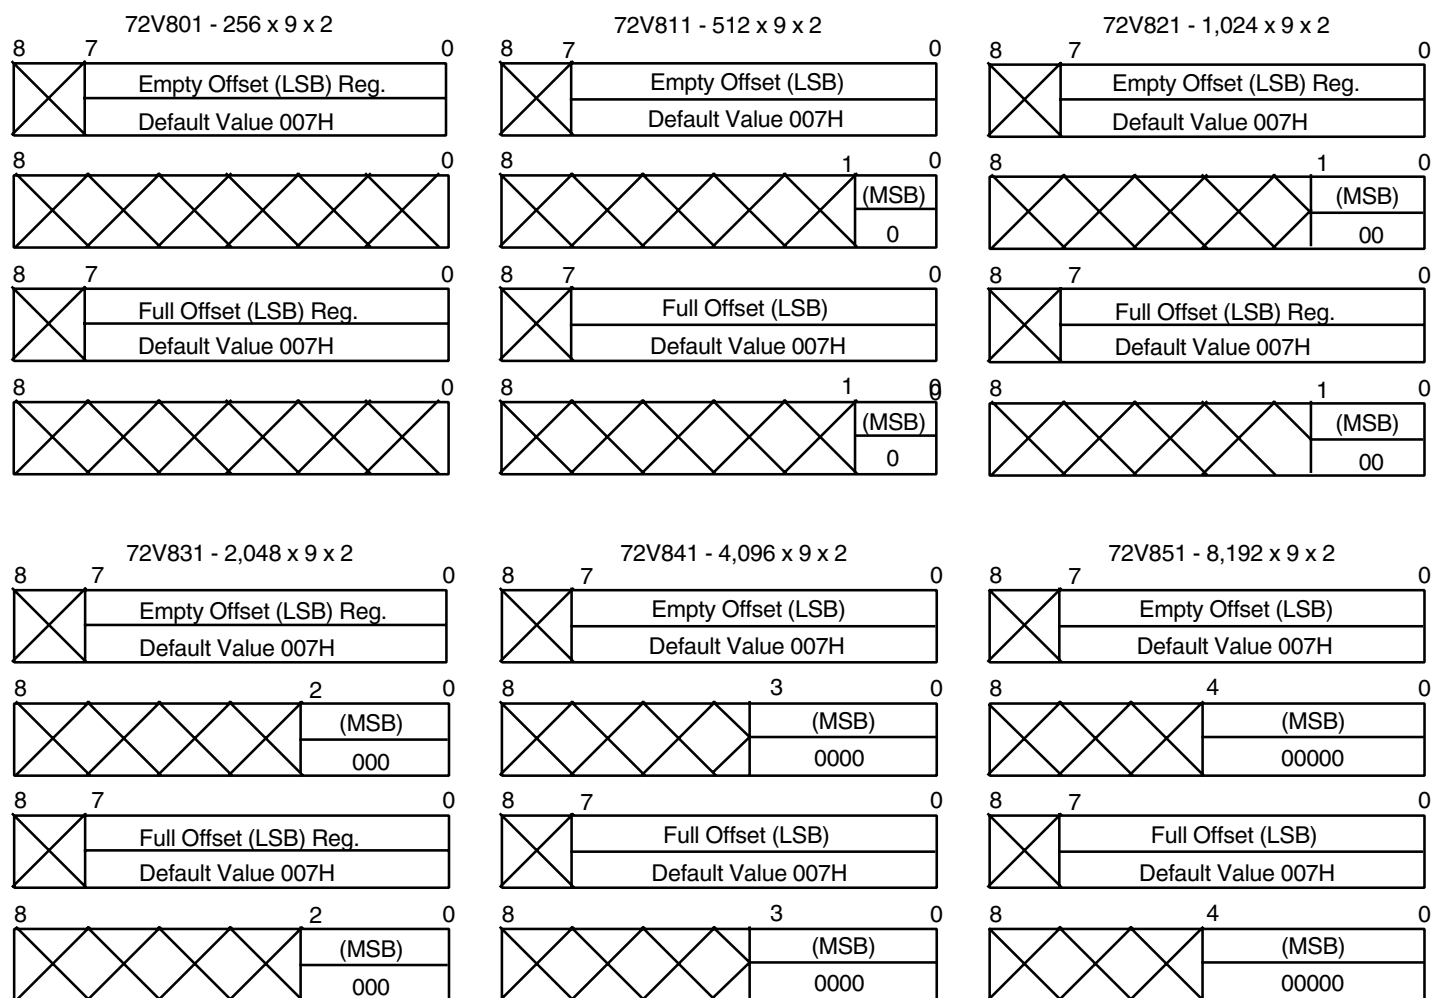 72V801 - 256 x 9 x 2
8 7 0
Empty Offset (LSB) Reg.
Default Value 007H
8 0
8 7 0
Full Offset (LSB) Reg.
Default Value 007H
8 0
72V811 - 512 x 9 x 2
8 7 0
Empty Offset (LSB)
Default Value 007H
8 1 0
(MSB)
0
8 7 0
Full Offset (LSB)
Default Value 007H
8 1 0
0
(MSB)
0
72V821 - 1,024 x 9 x 2
8 7 0
Empty Offset (LSB) Reg.
Default Value 007H
8 1 0
(MSB)
00
8 7 0
Full Offset (LSB) Reg.
Default Value 007H
8 1 0
(MSB)
00
72V831 - 2,048 x 9 x 2
8 7 0
Empty Offset (LSB) Reg.
Default Value 007H
8 2 0
(MSB)
000
8 7 0
Full Offset (LSB) Reg.
Default Value 007H
8 2 0
(MSB)
000
72V841 - 4,096 x 9 x 2
8 7 0
Empty Offset (LSB)
Default Value 007H
8 3 0
(MSB)
0000
8 7 0
Full Offset (LSB)
Default Value 007H
8 3 0
(MSB)
0000
72V851 - 8,192 x 9 x 2
8 7 0
Empty Offset (LSB)
Default Value 007H
8 4 0
(MSB)
00000
8 7 0
Full Offset (LSB)
Default Value 007H
8 4 0
(MSB)
00000